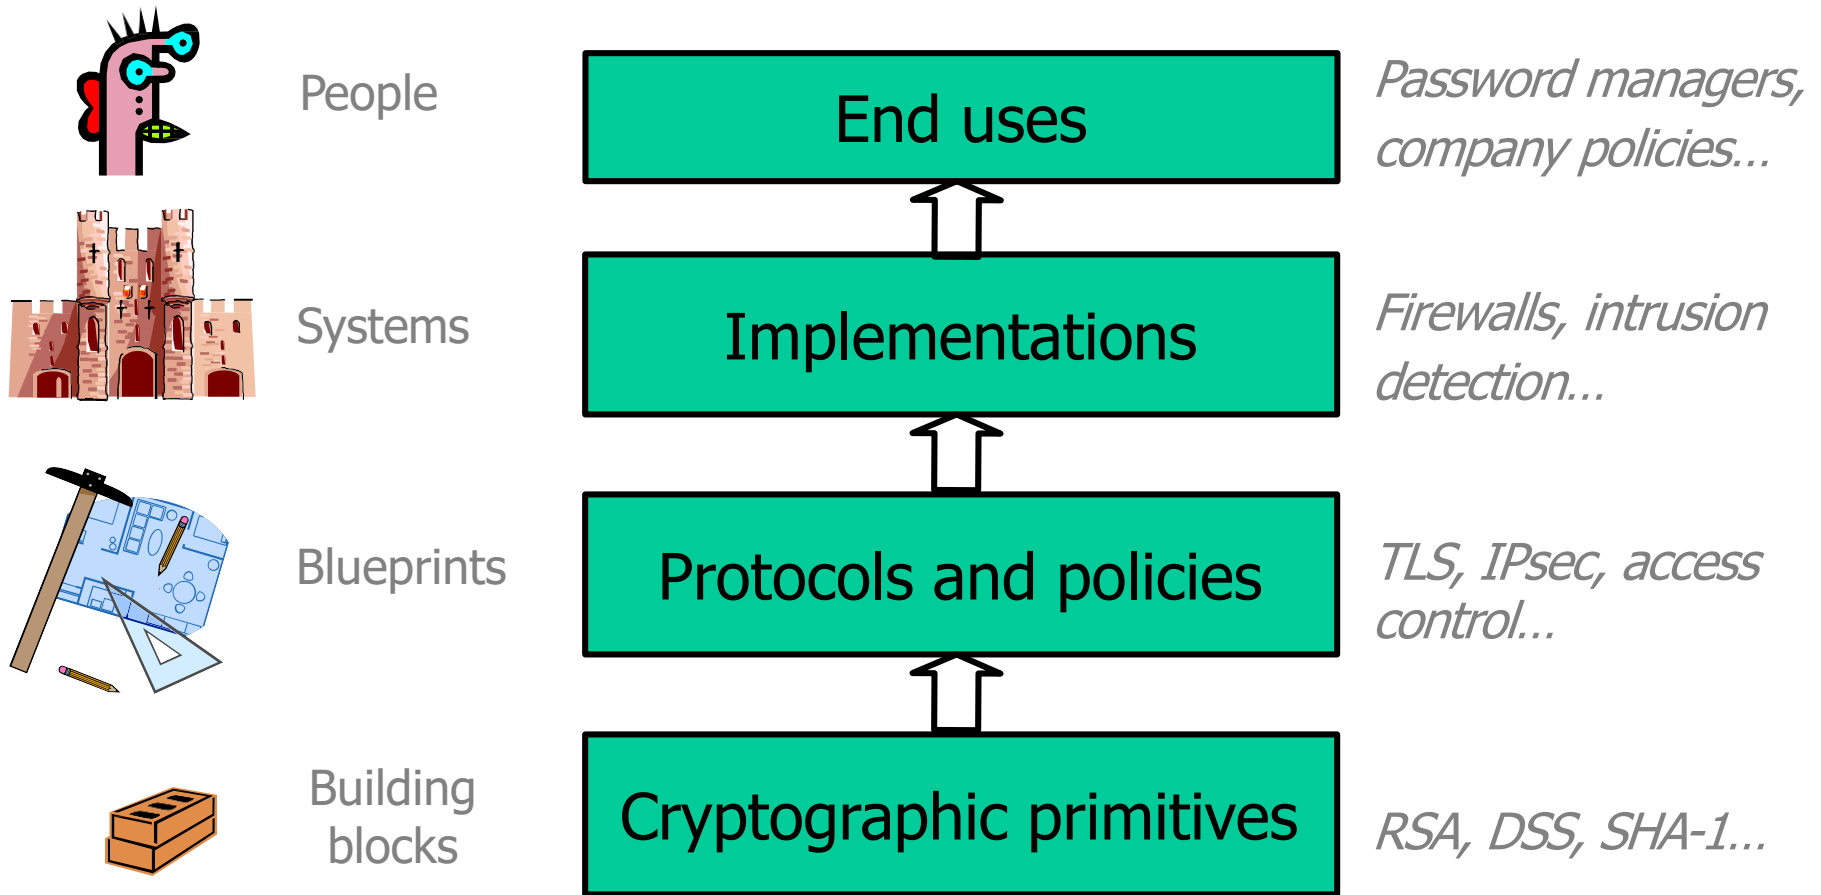 People
End uses
Password managers,
company policies…
Systems
Implementations
Firewalls, intrusion
detection…
Blueprints
Protocols and policies
TLS, IPsec, access
control…
Building
blocks
Cryptographic primitives
RSA, DSS, SHA-1…